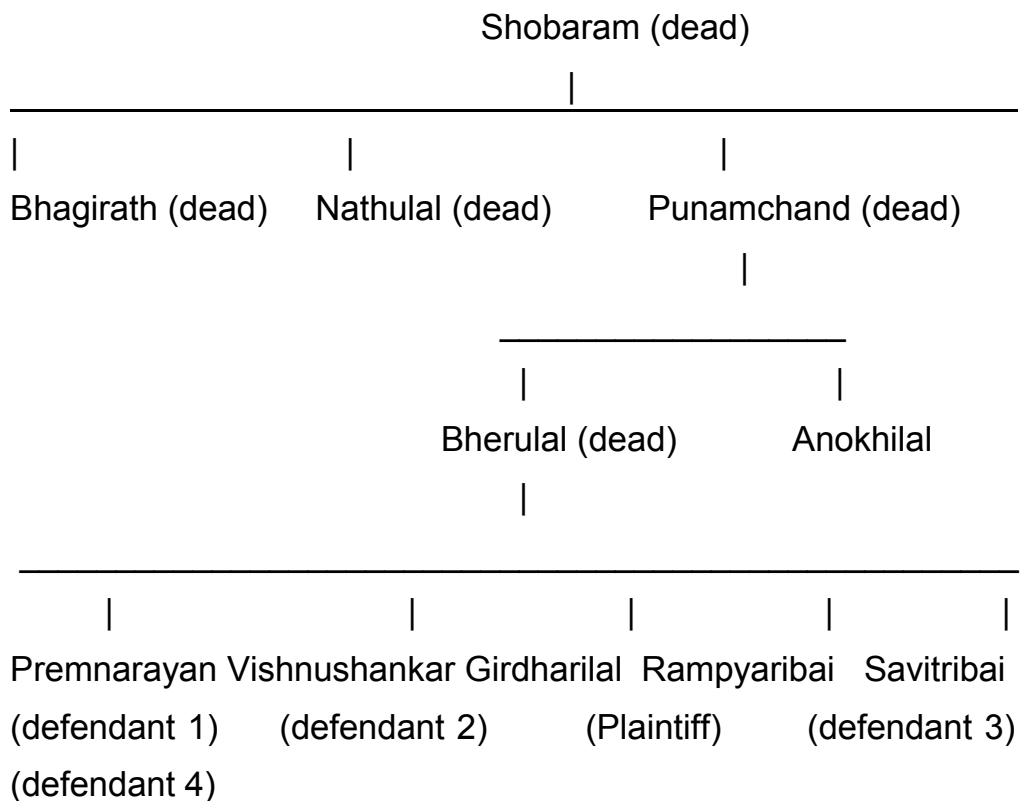 Shobaram (dead)
Bhagirath (dead) Nathulal (dead) Punamchand (dead)
Bherulal (dead) Anokhilal
Premnarayan Vishnushankar Girdharilal Rampyaribai Savitribai
(defendant 1) (defendant 2) (Plaintiff) (defendant 3)
(defendant 4)